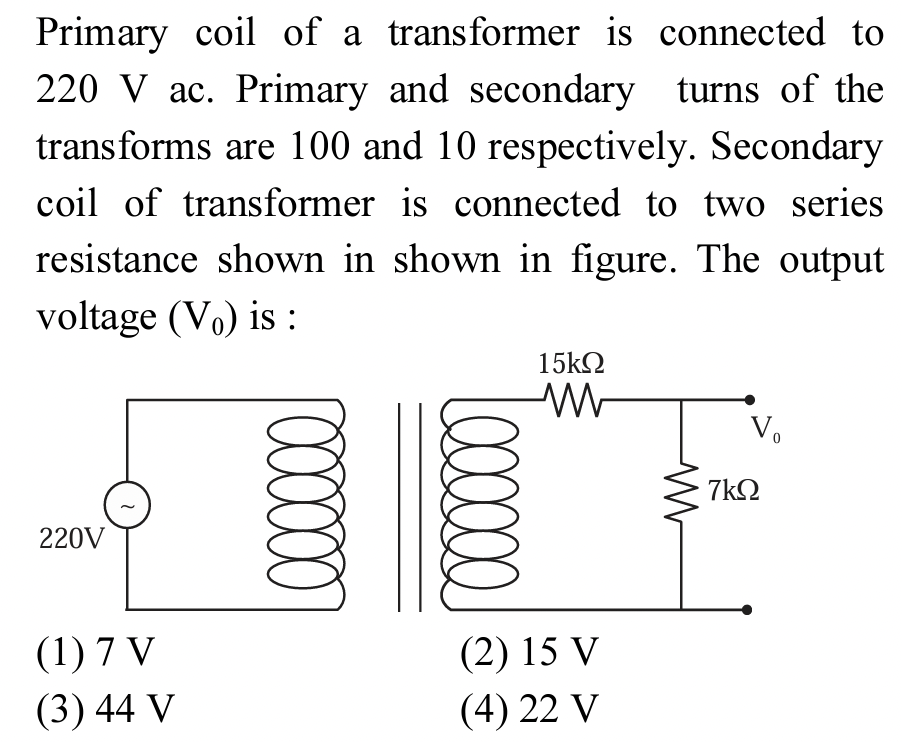 Primary coil of a transformer is connected to
220 V ac. Primary and secondary turns of the
transforms are 100 and 10 respectively. Secondary
coil of transformer is connected to two series
resistance shown in shown in figure. The output
voltage (V₀) is :
15kΩ
V₀
7kΩ
~
220V
(1) 7 V (2) 15 V
(3) 44 V (4) 22 V